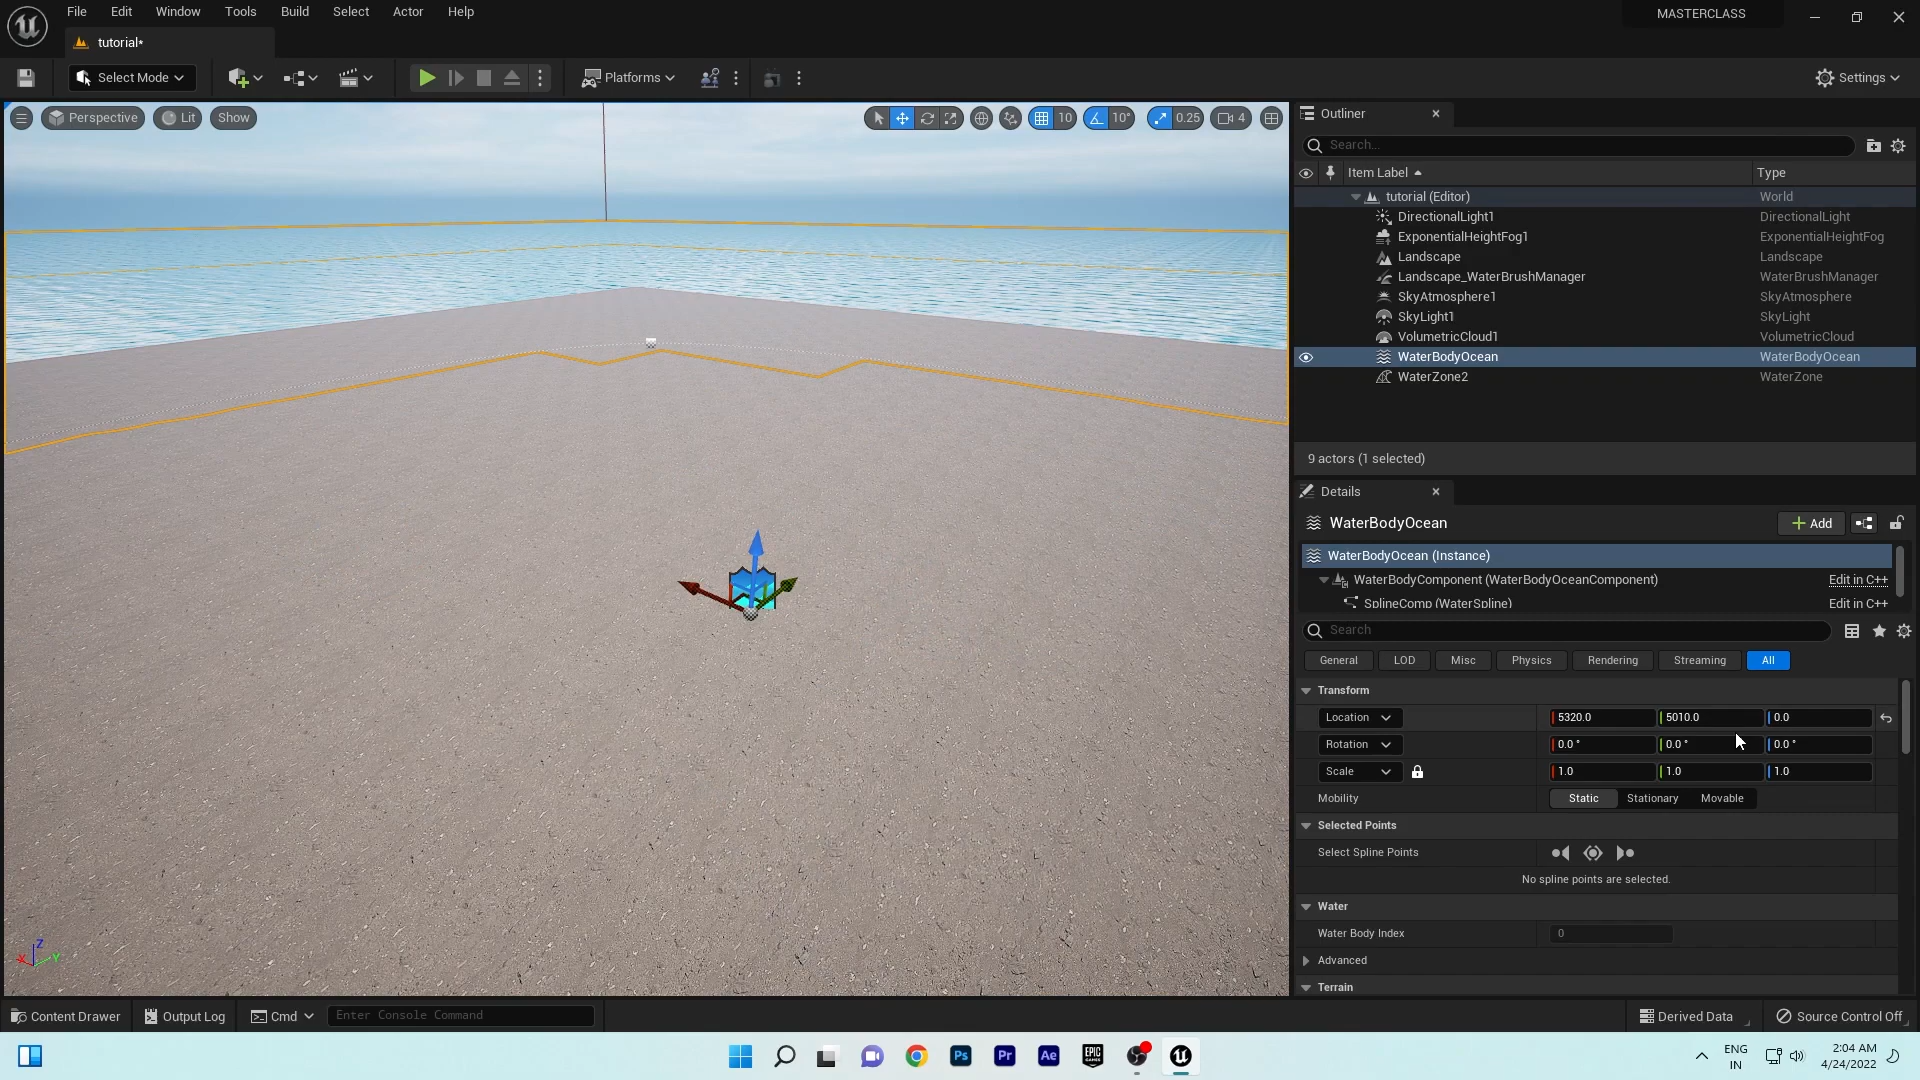 File Edit Window Tools Build Select Actor Help
MASTERCLASS
tutorial*
Select Mode
Platforms
Settings
Perspective Lit Show
10 10° 0.25 4
Outliner
Search...
Item Label Type
tutorial (Editor) World
DirectionalLight1 DirectionalLight
ExponentialHeightFog1 ExponentialHeightFog
Landscape Landscape
Landscape_WaterBrushManager WaterBrushManager
SkyAtmosphere1 SkyAtmosphere
SkyLight1 SkyLight
VolumetricCloud1 VolumetricCloud
WaterBodyOcean WaterBodyOcean
WaterZone2 WaterZone
9 actors (1 selected)
Details
WaterBodyOcean
Add
WaterBodyOcean (Instance)
WaterBodyComponent (WaterBodyOceanComponent) Edit in C++
SplineComp (WaterSpline) Edit in C++
Search
General LOD Misc Physics Rendering Streaming All
Transform
Location 5320.0 5010.0 0.0
Rotation 0.0 ° 0.0 ° 0.0 °
Scale 1.0 1.0 1.0
Mobility Static Stationary Movable
Selected Points
Select Spline Points
No spline points are selected.
Water
Water Body Index 0
Advanced
Terrain
Z
X Y
Content Drawer Output Log Cmd Enter Console Command
Derived Data Source Control Off
Ps Pr Ae EPIC GAMES
ENG
IN
2:04 AM
4/24/2022